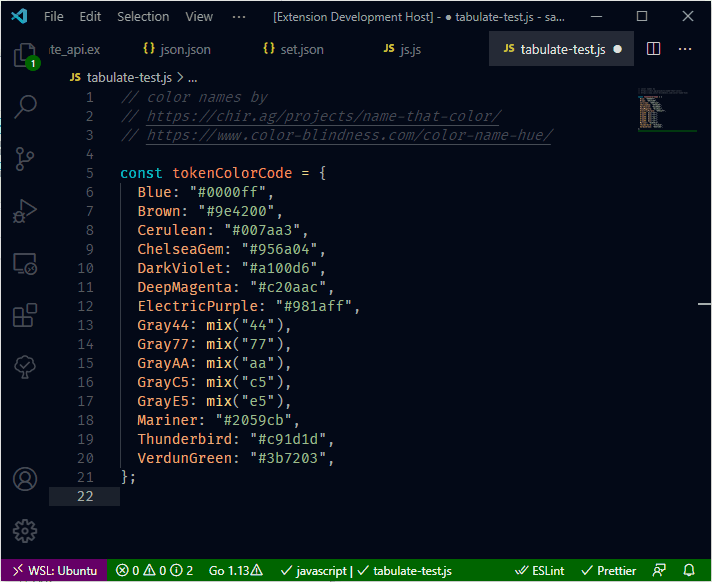 File Edit Selection View ··· [Extension Development Host] - ● tabulate-test.js - sa...
te_api.ex {} json.json {} set.json JS js.js JS tabulate-test.js ●
1
JS tabulate-test.js > ...
1 // color names by
2 // https://chir.ag/projects/name-that-color/
3 // https://www.color-blindness.com/color-name-hue/
4
5 const tokenColorCode = {
6 Blue: "#0000ff",
7 Brown: "#9e4200",
8 Cerulean: "#007aa3",
9 ChelseaGem: "#956a04",
10 DarkViolet: "#a100d6",
11 DeepMagenta: "#c20aac",
12 ElectricPurple: "#981aff",
13 Gray44: mix("44"),
14 Gray77: mix("77"),
15 GrayAA: mix("aa"),
16 GrayC5: mix("c5"),
17 GrayE5: mix("e5"),
18 Mariner: "#2059cb",
19 Thunderbird: "#c91d1d",
20 VerdunGreen: "#3b7203",
21 };
22
WSL: Ubuntu 0 0 2 Go 1.13 ✓ javascript | ✓ tabulate-test.js ESLint ✓ Prettier